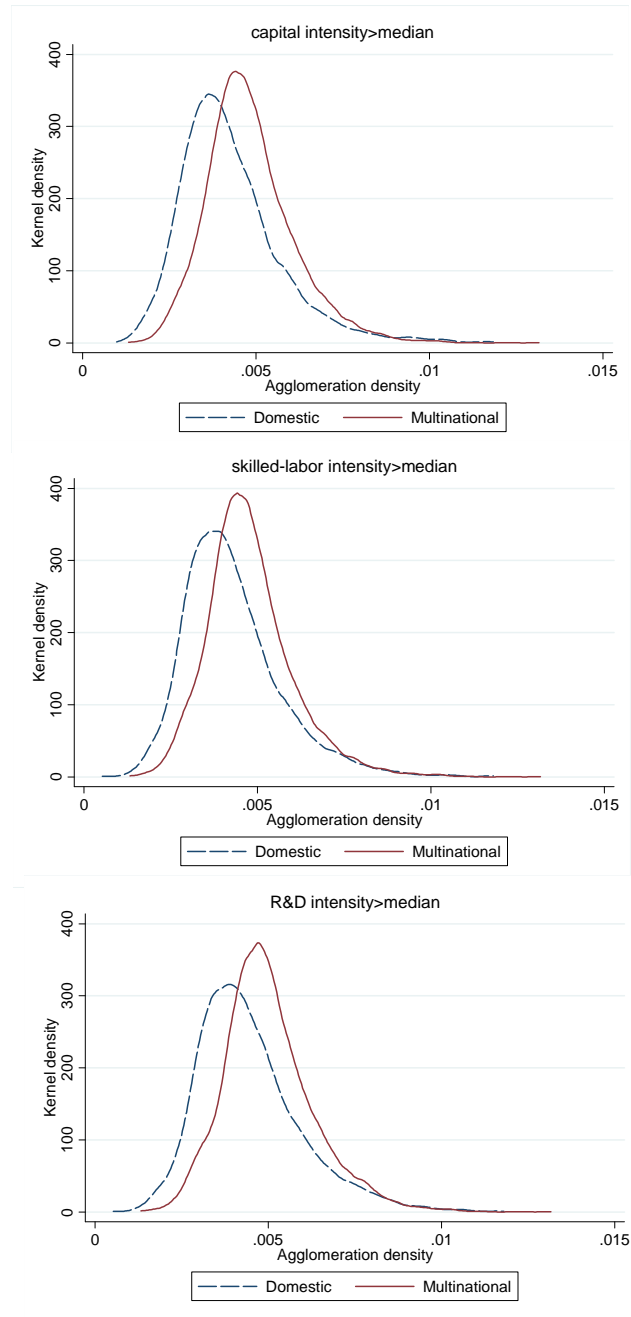 capital intensity>median
400
300
200
100
0
Kernel density
0 .005 .01 .015
Agglomeration density
Domestic Multinational
skilled-labor intensity>median
400
300
200
100
0
Kernel density
0 .005 .01 .015
Agglomeration density
Domestic Multinational
R&D intensity>median
400
300
200
100
0
Kernel density
0 .005 .01 .015
Agglomeration density
Domestic Multinational